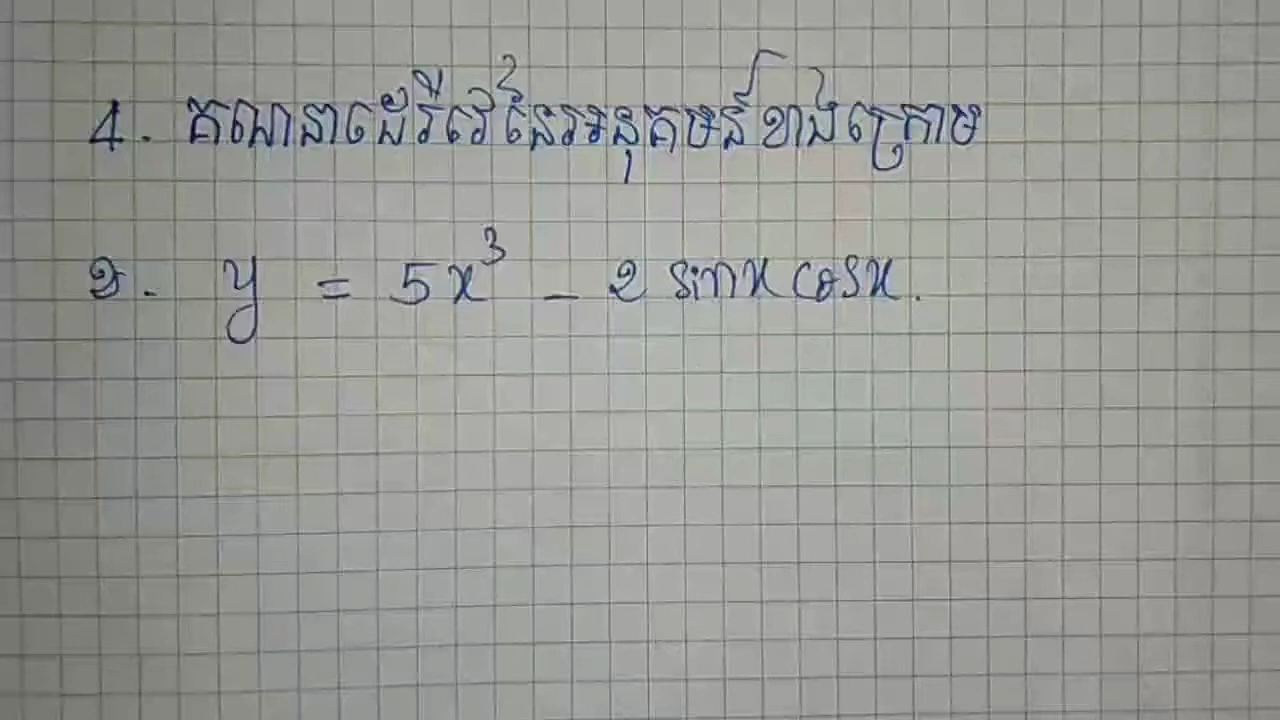 4. គណនាដេរីវេនៃអនុគមន៍ខាងក្រោម
ខ. y = 5x³ - 2 sinx cosx.